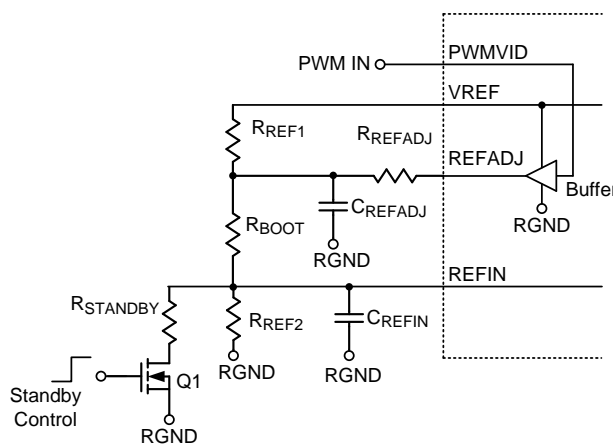 PWM IN
PWMVID
VREF
RREF1
RREFADJ
REFADJ
Buffer
RGND
CREFADJ
RGND
RBOOT
REFIN
RSTANDBY
RREF2
CREFIN
RGND
RGND
Standby
Control
Q1
RGND